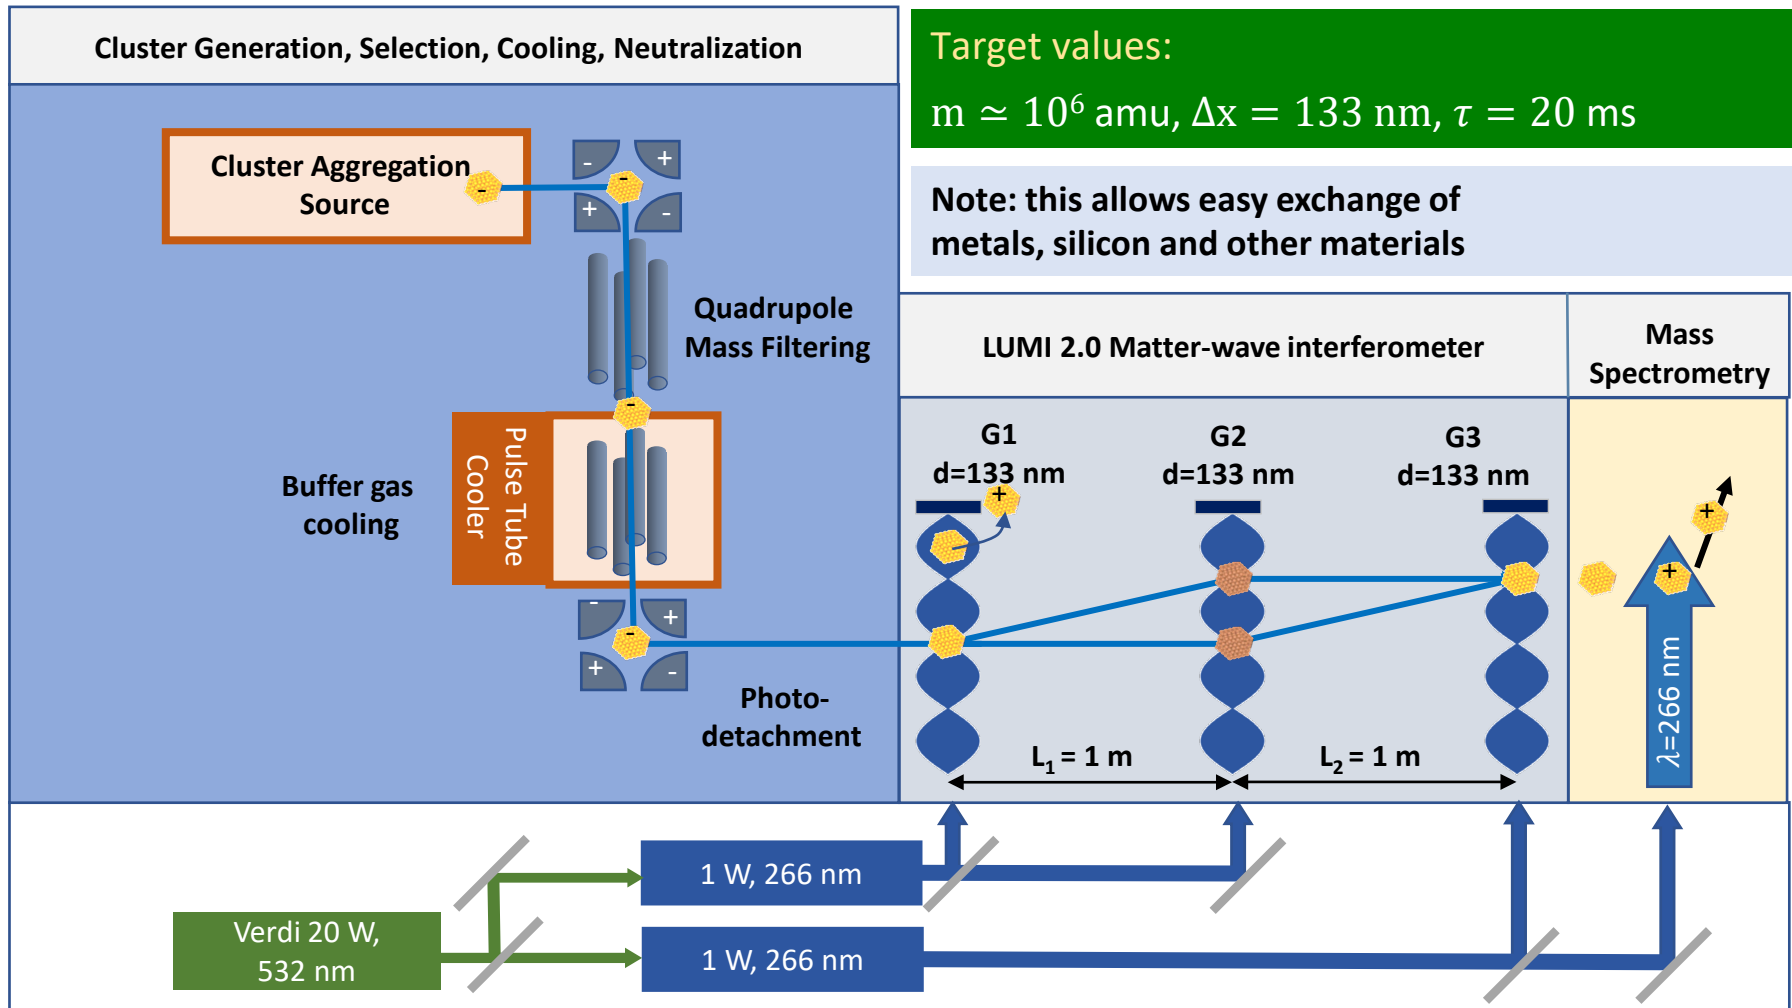 Cluster Generation, Selection, Cooling, Neutralization
Target values:
m ≃ 10⁶ amu, Δx = 133 nm, τ = 20 ms
Note: this allows easy exchange of
metals, silicon and other materials
Cluster Aggregation
Source
-
-
-
+
+
-
Quadrupole
Mass Filtering
-
Pulse Tube
Cooler
Buffer gas
cooling
-
+
-
+
-
Photo-
detachment
LUMI 2.0 Matter-wave interferometer
Mass
Spectrometry
G1
d=133 nm
G2
d=133 nm
G3
d=133 nm
+
+
+
λ=266 nm
L₁ = 1 m
L₂ = 1 m
1 W, 266 nm
Verdi 20 W,
532 nm
1 W, 266 nm